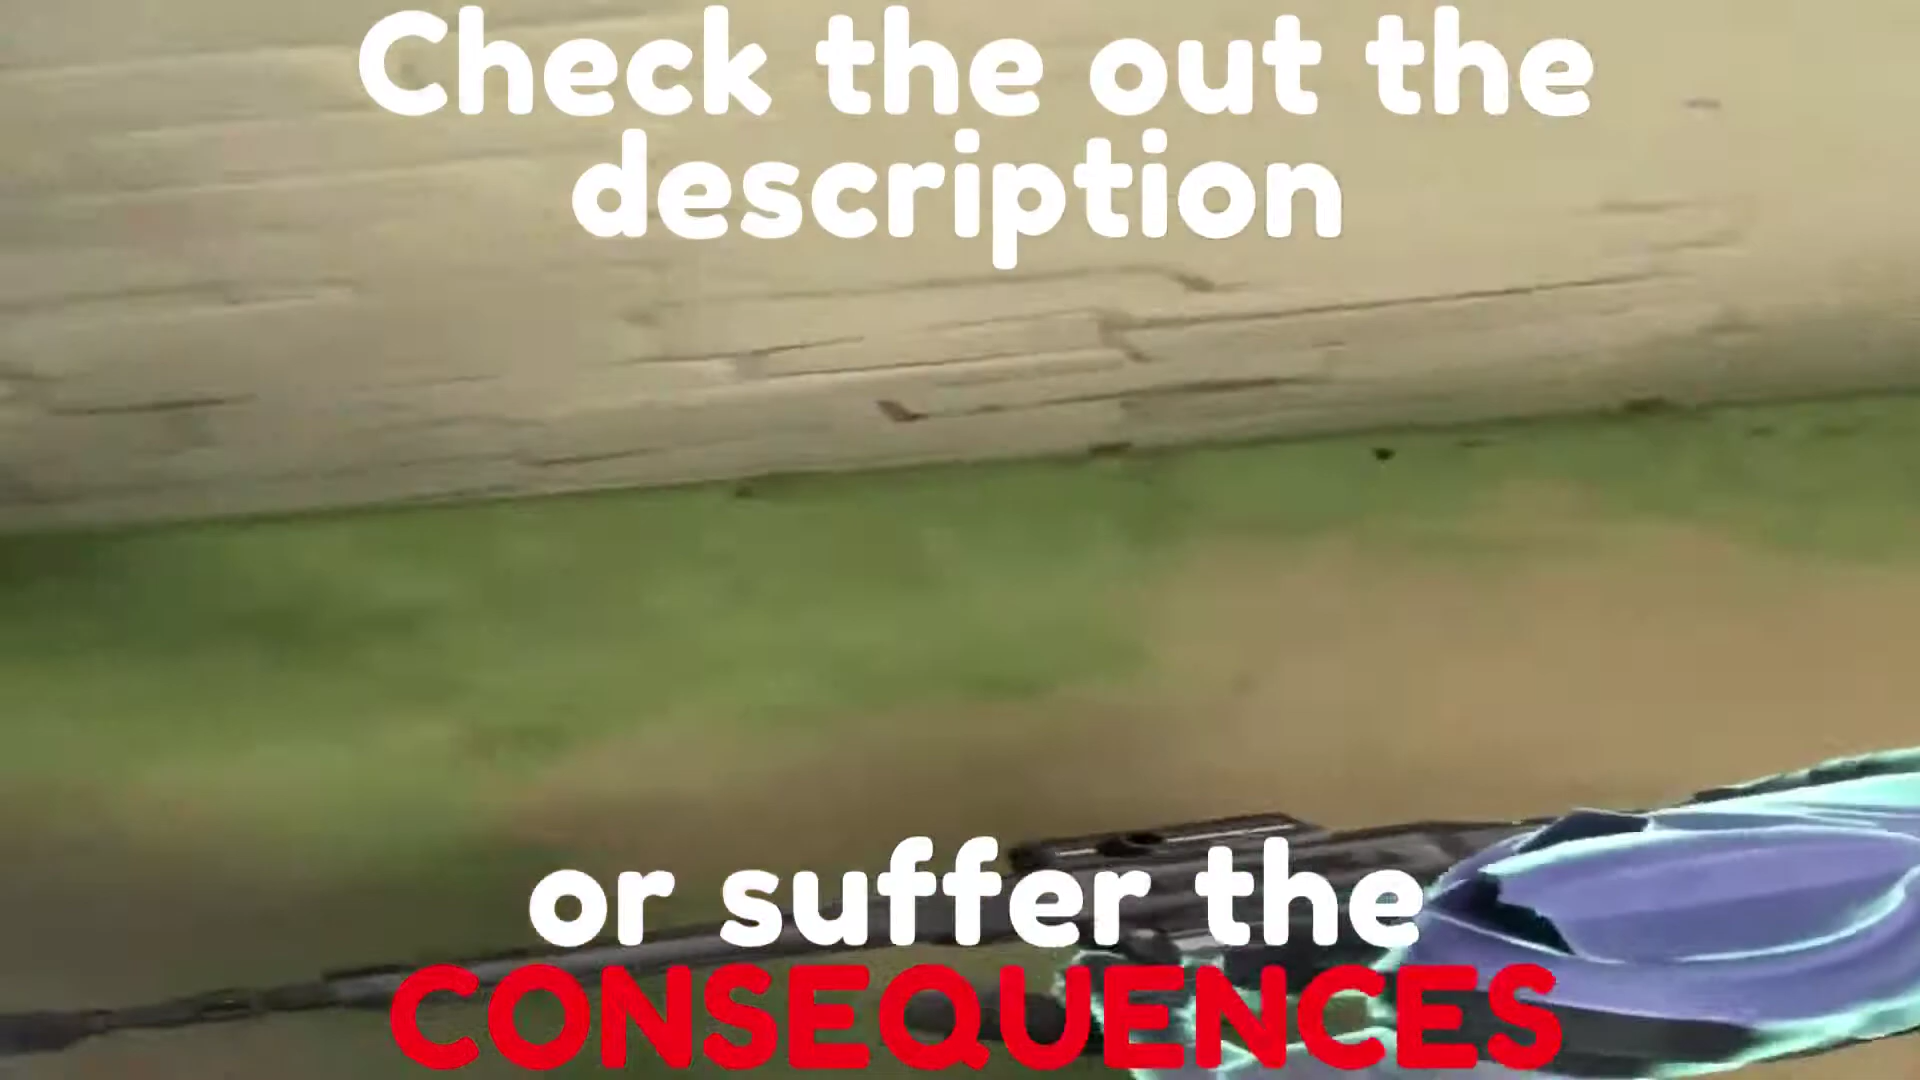 Check the out the
description
or suffer the
CONSEQUENCES